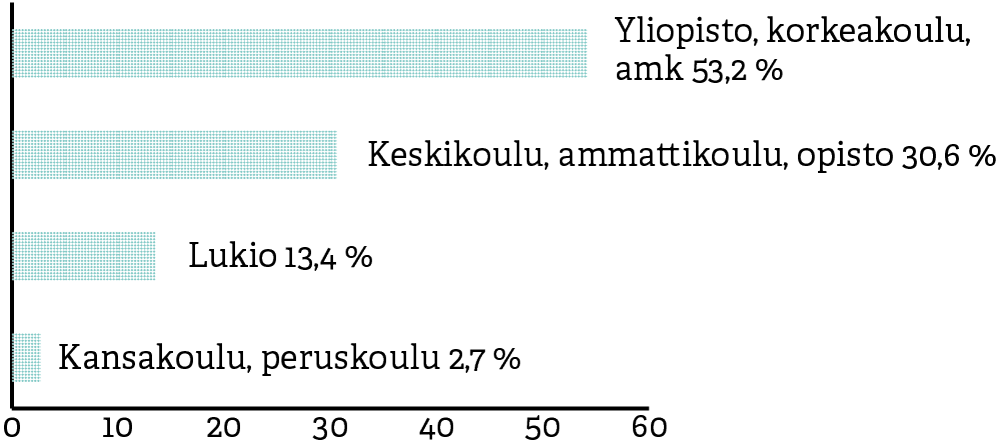 Yliopisto, korkeakoulu,
amk 53,2 %
Keskikoulu, ammattikoulu, opisto 30,6 %
Lukio 13,4 %
Kansakoulu, peruskoulu 2,7 %
0 10 20 30 40 50 60